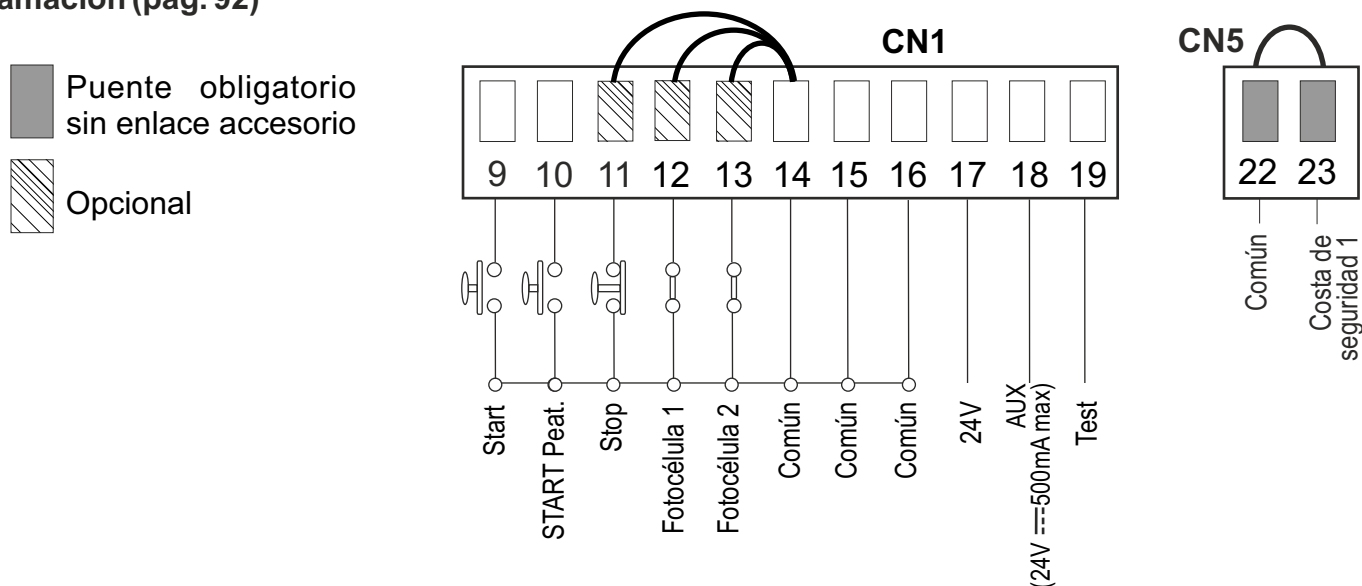 amación (pág. 92)
Puente obligatorio
sin enlace accesorio
Opcional
CN1
9 10 11 12 13 14 15 16 17 18 19
Start
START Peat.
Stop
Fotocélula 1
Fotocélula 2
Común
Común
Común
24V
AUX
(24V ⎓500mA max)
Test
CN5
22 23
Común
Costa de
seguridad 1